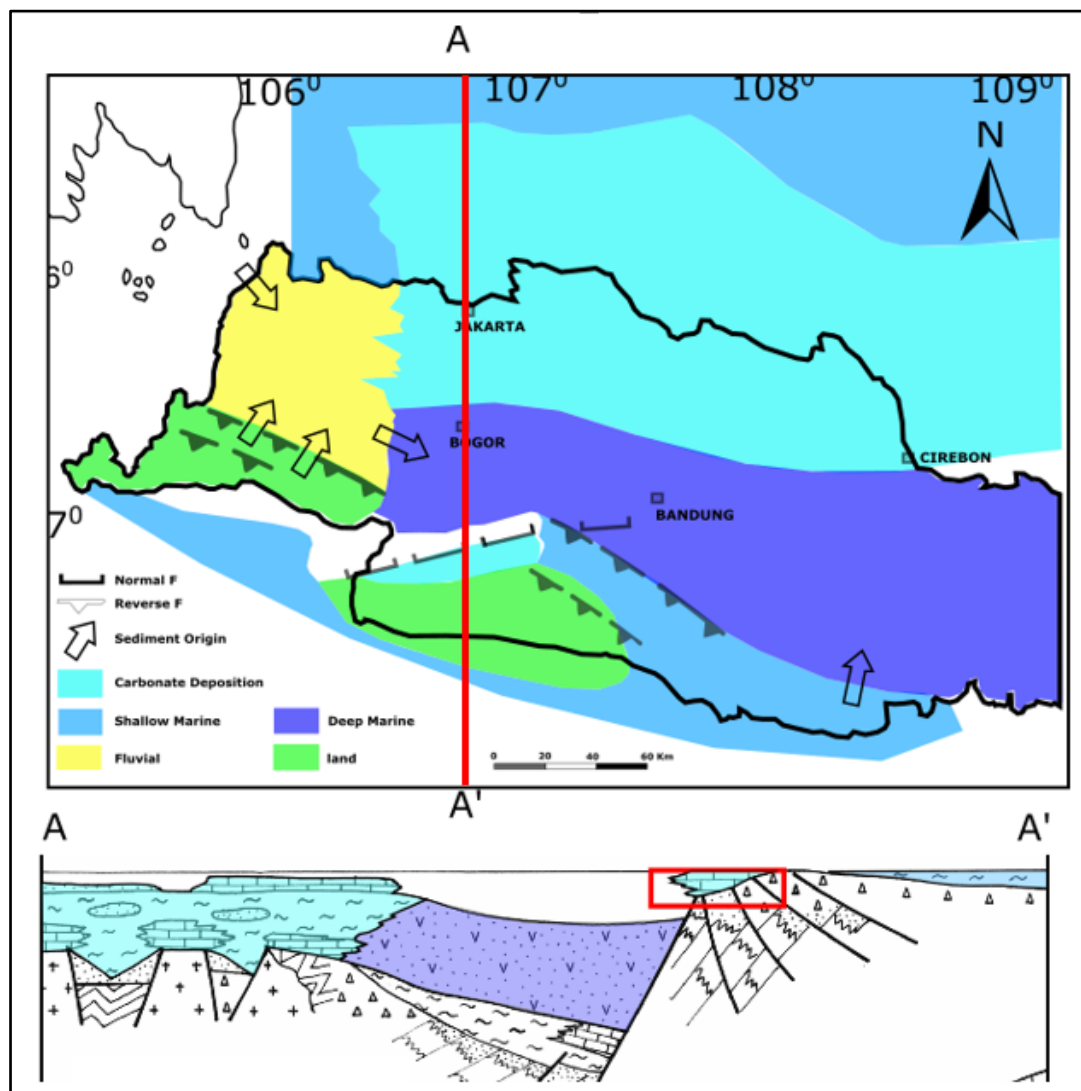 A
106⁰ 107⁰ 108⁰ 109⁰
N
6⁰
JAKARTA
BOGOR
CIREBON
BANDUNG
7⁰
Normal F
Reverse F
Sediment Origin
Carbonate Deposition
Shallow Marine Deep Marine
Fluvial land
0 20 40 60 Km
A'
A A'